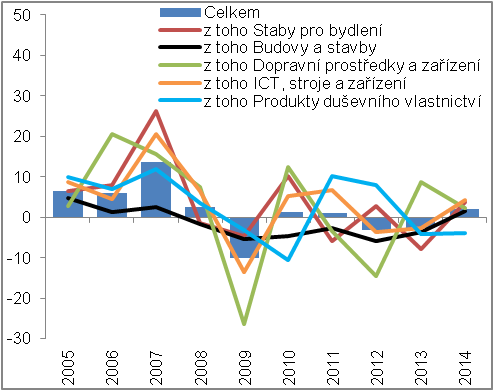 Celkem
z toho Staby pro bydlení
z toho Budovy a stavby
z toho Dopravní prostředky a zařízení
z toho ICT, stroje a zařízení
z toho Produkty duševního vlastnictví
50
40
30
20
10
0
-10
-20
-30
2005 2006 2007 2008 2009 2010 2011 2012 2013 2014